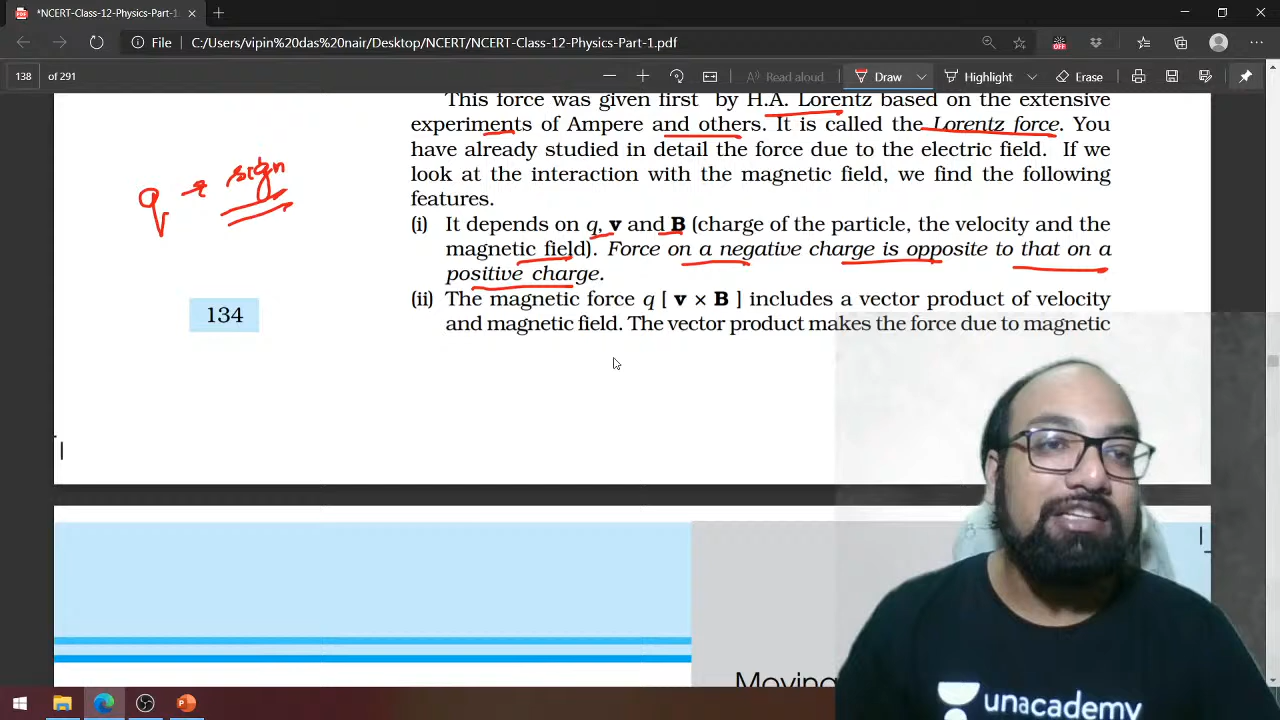 *NCERT-Class-12-Physics-Part-1.
File
C:/Users/vipin%20das%20nair/Desktop/NCERT/NCERT-Class-12-Physics-Part-1.pdf
OFF
138 of 291
Read aloud
Draw
Highlight
Erase
This force was given first by H.A. Lorentz based on the extensive
experiments of Ampere and others. It is called the Lorentz force. You
have already studied in detail the force due to the electric field. If we
look at the interaction with the magnetic field, we find the following
features.
q → sign
(i) It depends on q, v and B (charge of the particle, the velocity and the
magnetic field). Force on a negative charge is opposite to that on a
positive charge.
(ii) The magnetic force q [ v × B ] includes a vector product of velocity
and magnetic field. The vector product makes the force due to magnetic
134
Moving
unacademy